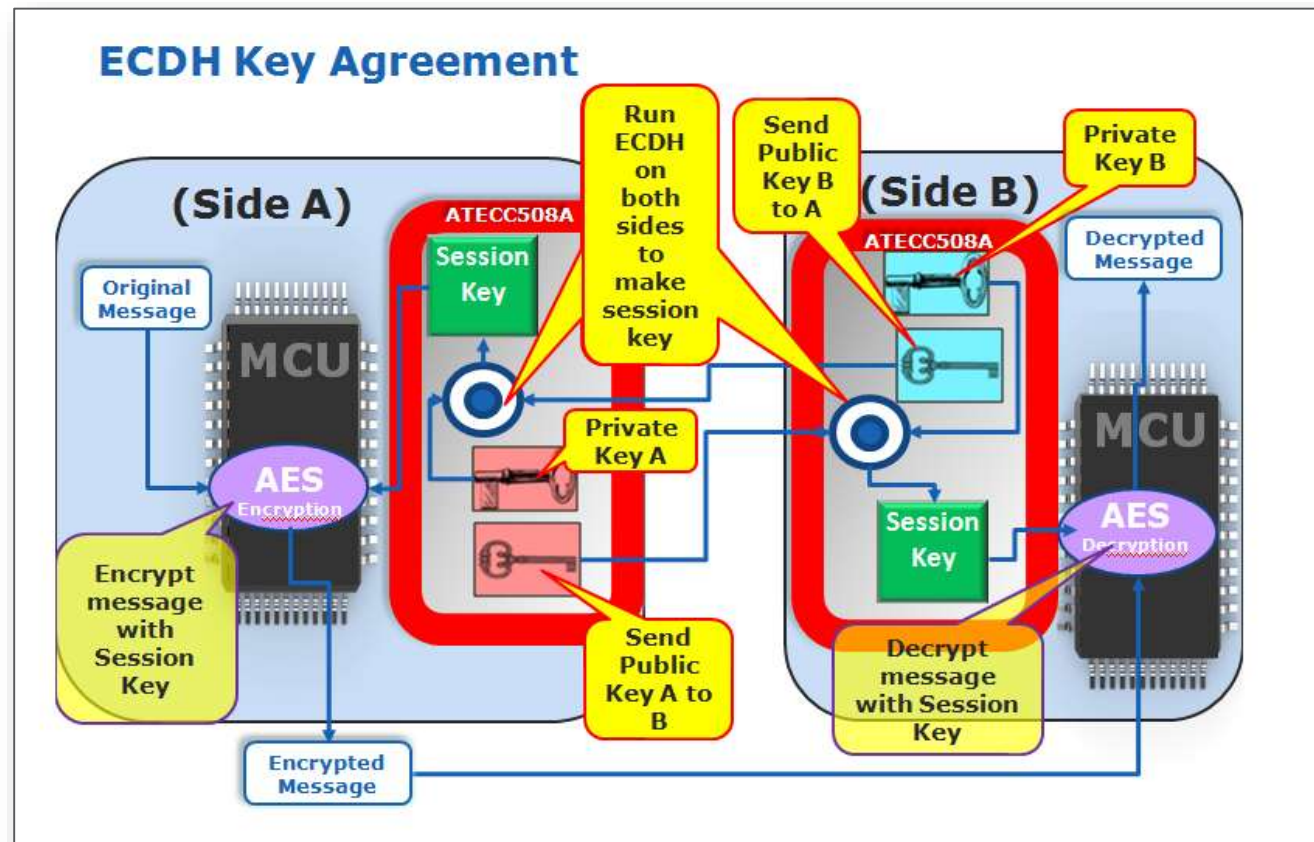 ECDH Key Agreement
(Side A)
ATECC508A
Session
Key
Original
Message
MCU
AES
Encryption
Encrypt
message
with
Session
Key
Private
Key A
Send
Public
Key A to
B
Encrypted
Message
Run
ECDH
on
both
sides
to
make
session
key
Send
Public
Key B
to A
Private
Key B
(Side B)
ATECC508A
Decrypted
Message
MCU
Session
Key
AES
Decryption
Decrypt
message
with Session
Key